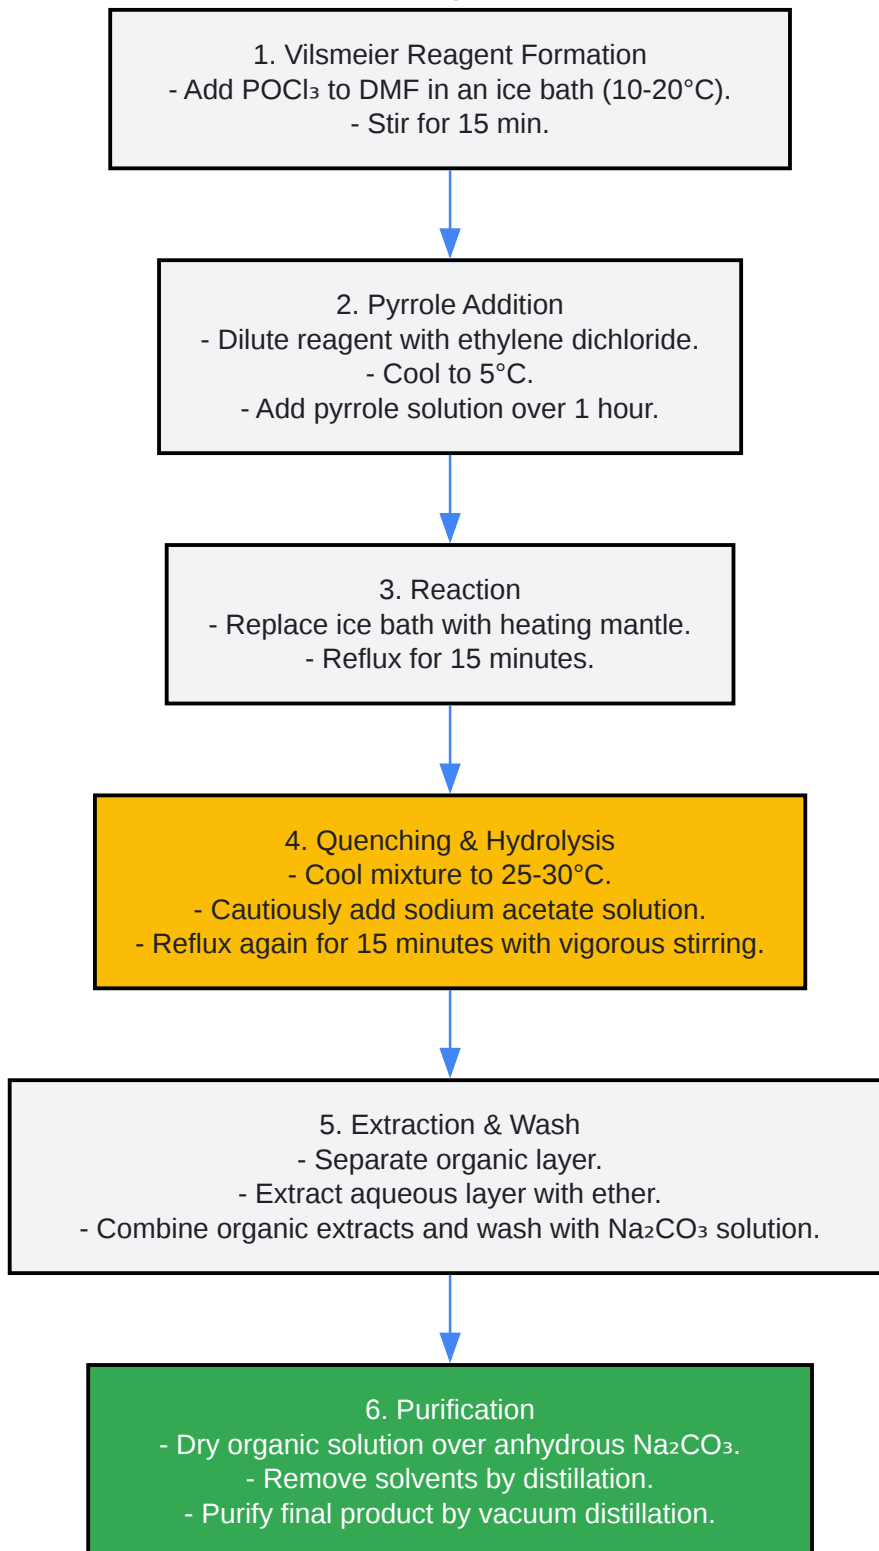 1. Vilsmeier Reagent Formation
- Add POCl₃ to DMF in an ice bath (10-20°C).
- Stir for 15 min.
2. Pyrrole Addition
- Dilute reagent with ethylene dichloride.
- Cool to 5°C.
- Add pyrrole solution over 1 hour.
3. Reaction
- Replace ice bath with heating mantle.
- Reflux for 15 minutes.
4. Quenching & Hydrolysis
- Cool mixture to 25-30°C.
- Cautiously add sodium acetate solution.
- Reflux again for 15 minutes with vigorous stirring.
5. Extraction & Wash
- Separate organic layer.
- Extract aqueous layer with ether.
- Combine organic extracts and wash with Na₂CO₃ solution.
6. Purification
- Dry organic solution over anhydrous Na₂CO₃.
- Remove solvents by distillation.
- Purify final product by vacuum distillation.